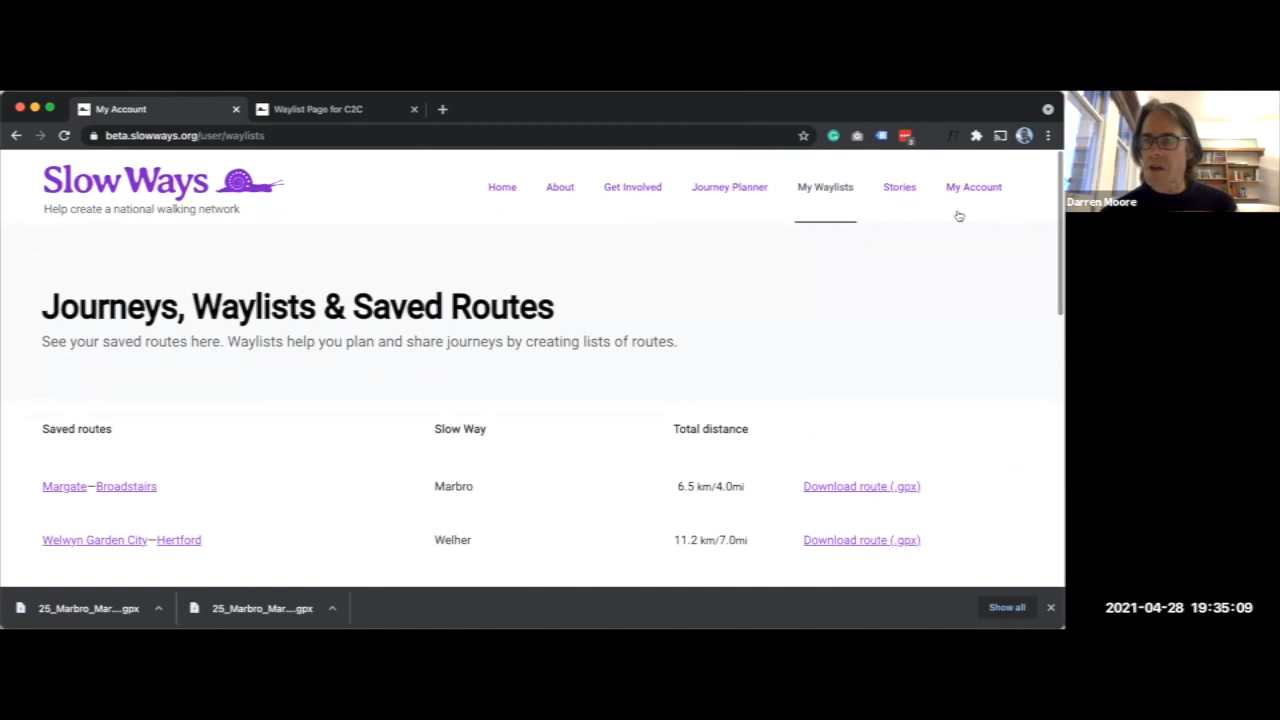 My Account
Waylist Page for C2C
beta.slowways.org/user/waylists
Slow Ways
Help create a national walking network
Home
About
Get Involved
Journey Planner
My Waylists
Stories
My Account
Darren Moore
Journeys, Waylists & Saved Routes
See your saved routes here. Waylists help you plan and share journeys by creating lists of routes.
Saved routes
Slow Way
Total distance
Margate—Broadstairs
Marbro
6.5 km/4.0mi
Download route (.gpx)
Welwyn Garden City—Hertford
Welher
11.2 km/7.0mi
Download route (.gpx)
25_Marbro_Mar....gpx
25_Marbro_Mar....gpx
Show all
2021-04-28 19:35:09